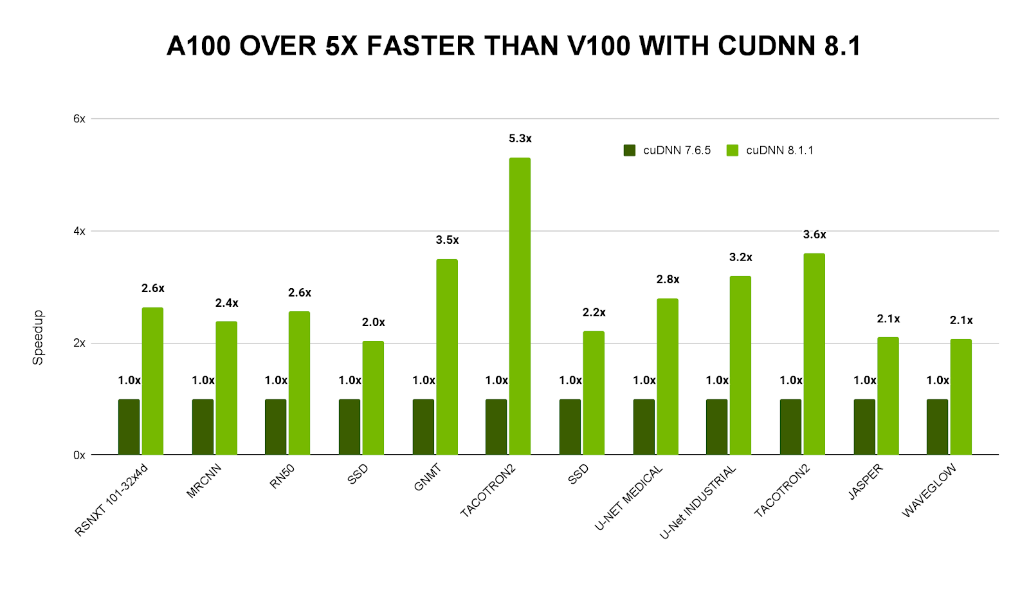 A100 OVER 5X FASTER THAN V100 WITH CUDNN 8.1
cuDNN 7.6.5 cuDNN 8.1.1
Speedup
6x
4x
2x
0x
1.0x 2.6x
1.0x 2.4x
1.0x 2.6x
1.0x 2.0x
1.0x 3.5x
1.0x 5.3x
1.0x 2.2x
1.0x 2.8x
1.0x 3.2x
1.0x 3.6x
1.0x 2.1x
1.0x 2.1x
RSNXT 101-32x4d
MRCNN
RN50
SSD
GNMT
TACOTRON2
SSD
U-NET MEDICAL
U-Net INDUSTRIAL
TACOTRON2
JASPER
WAVEGLOW